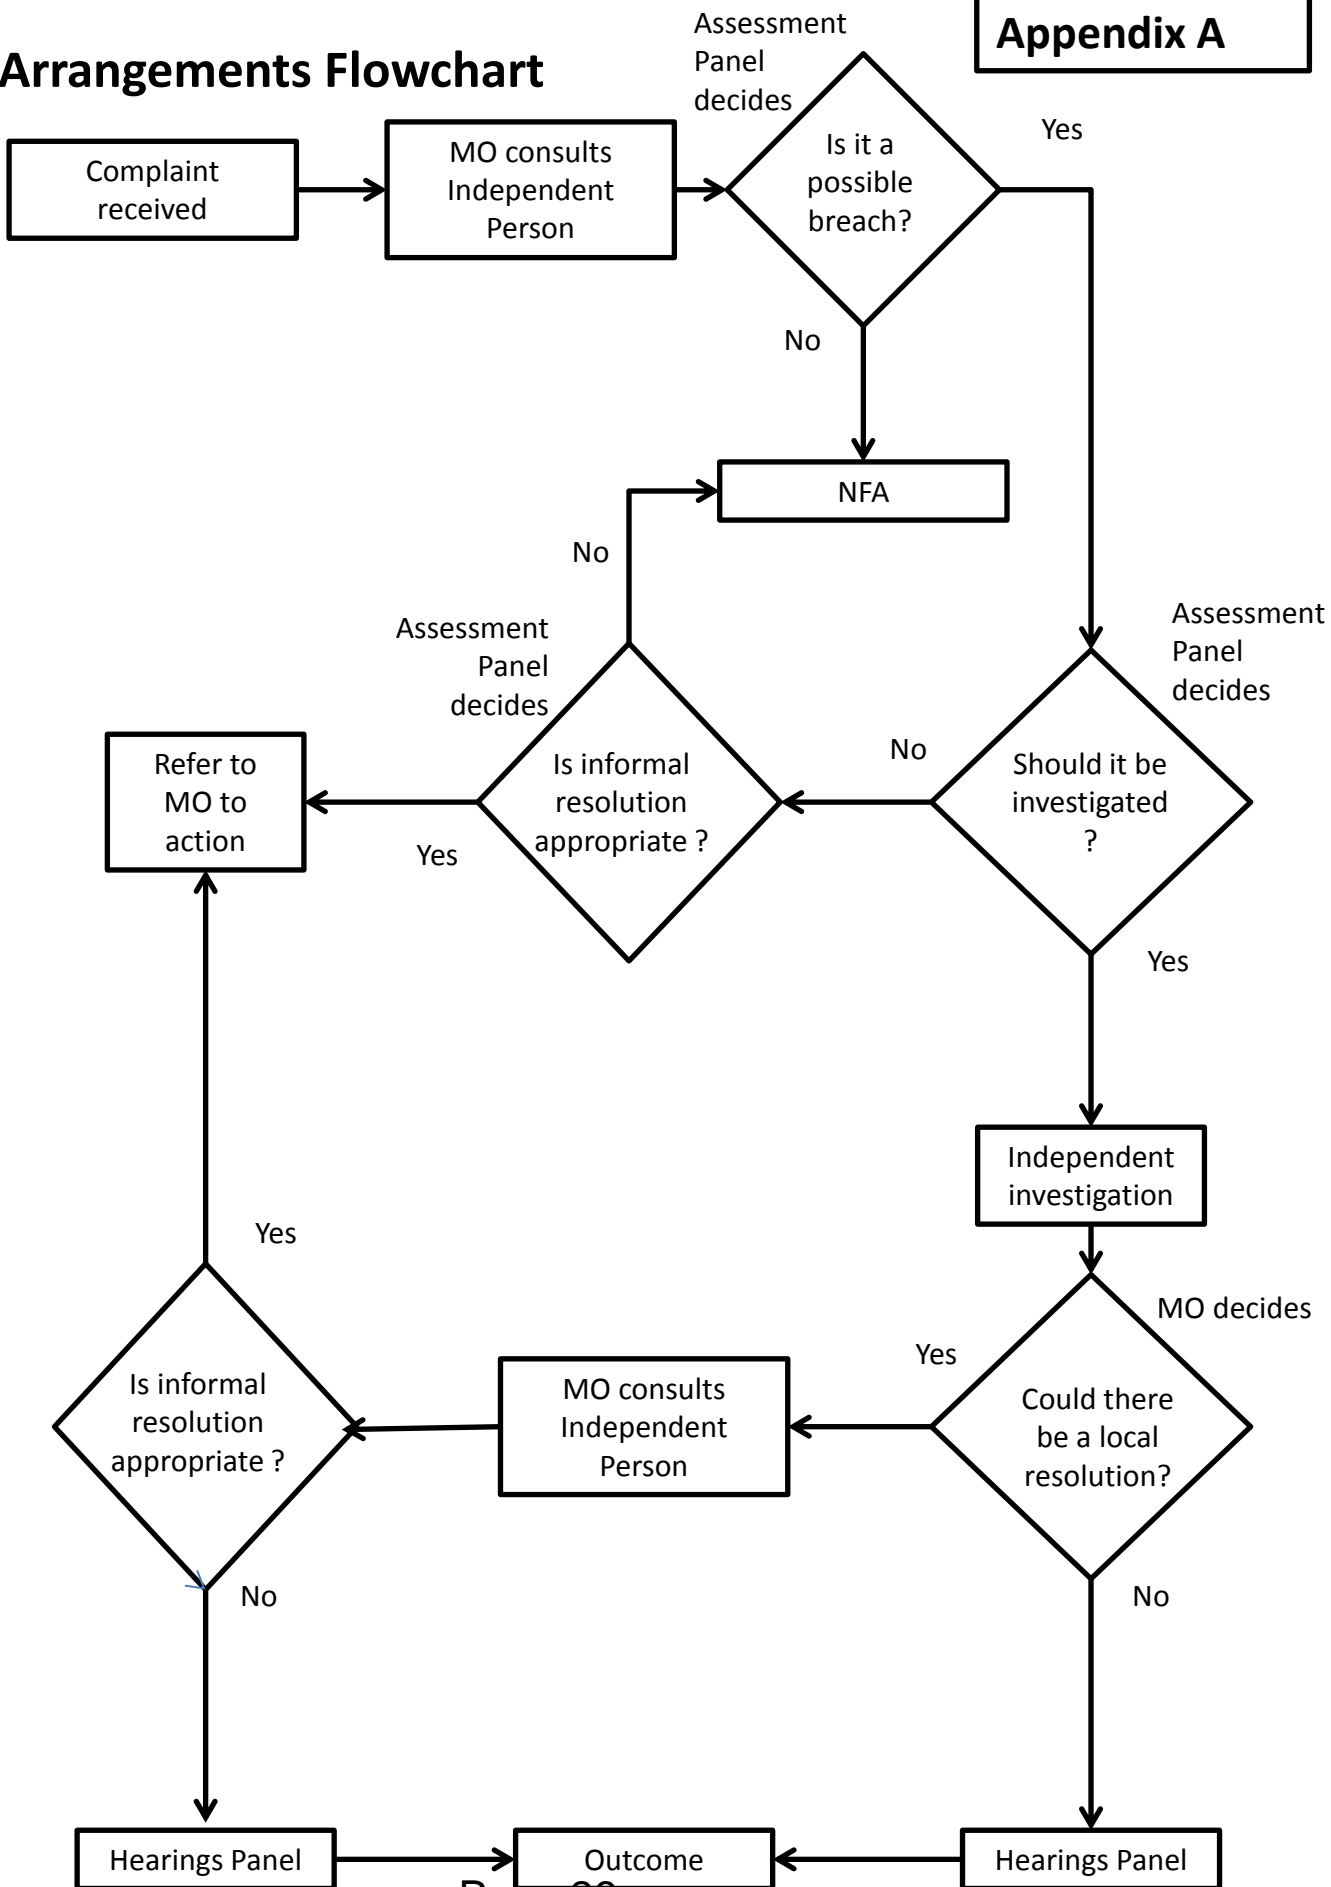 Appendix A
Arrangements Flowchart
Assessment
Panel
decides
Complaint
received
MO consults
Independent
Person
Is it a
possible
breach?
Yes
No
NFA
No
Assessment
Panel
decides
Assessment
Panel
decides
Refer to
MO to
action
Yes
Is informal
resolution
appropriate ?
No
Should it be
investigated
?
Yes
Independent
investigation
MO decides
Yes
Could there
be a local
resolution?
MO consults
Independent
Person
Yes
Is informal
resolution
appropriate ?
No
No
Hearings Panel
Outcome
Hearings Panel